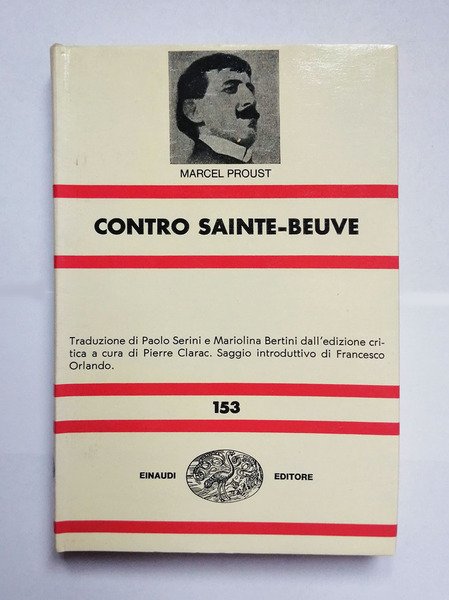 MARCEL PROUST
CONTRO SAINTE-BEUVE
Traduzione di Paolo Serini e Mariolina Bertini dall'edizione cri-
tica a cura di Pierre Clarac. Saggio introduttivo di Francesco
Orlando.
153
EINAUDI EDITORE